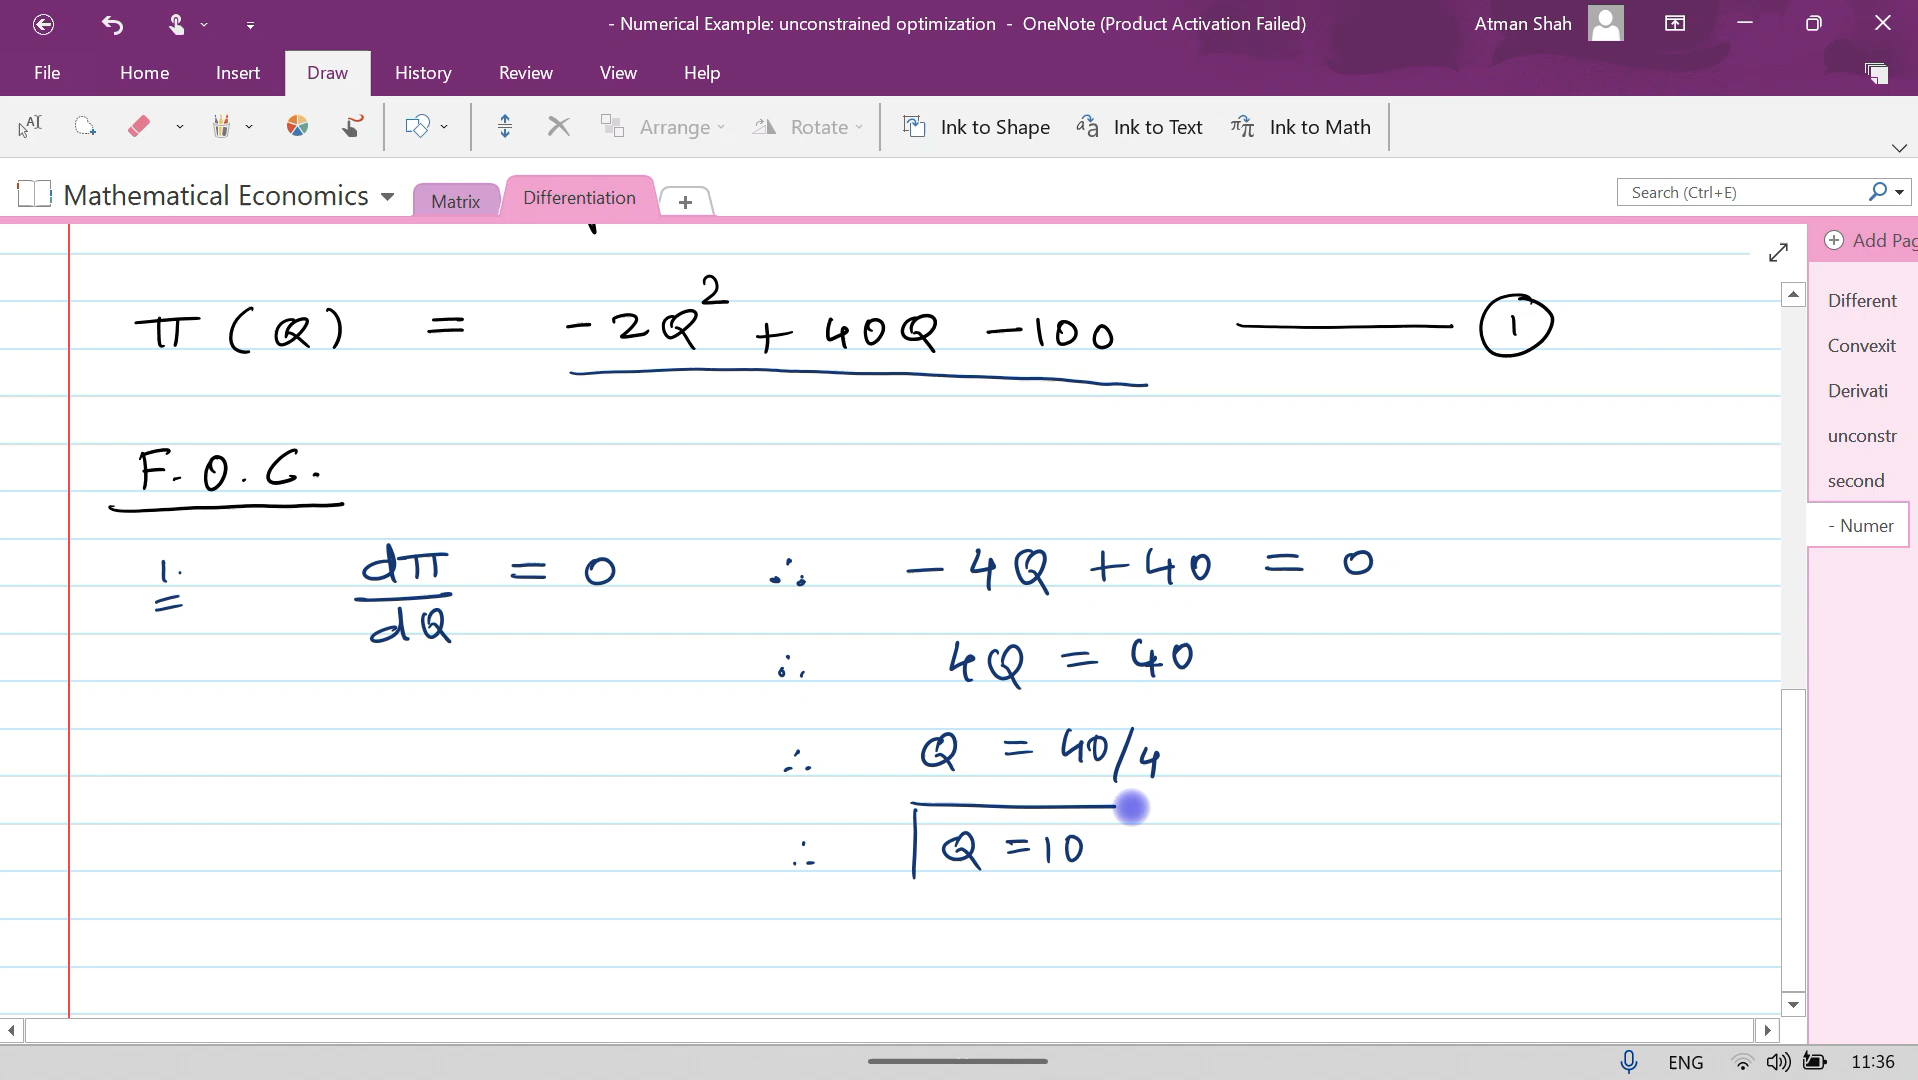 - Numerical Example: unconstrained optimization - OneNote (Product Activation Failed)
Atman Shah
File Home Insert Draw History Review View Help
Arrange Rotate Ink to Shape Ink to Text Ink to Math
Mathematical Economics Matrix Differentiation +
Search (Ctrl+E)
Add Pag
π(Q) = -2Q² + 40Q - 100 ——— ①
Different
Convexit
Derivati
unconstr
second
- Numer
F.O.C.
1. dπ/dQ = 0 ∴ -4Q + 40 = 0
∴ 4Q = 40
∴ Q = 40/4
∴ Q = 10
ENG 11:36